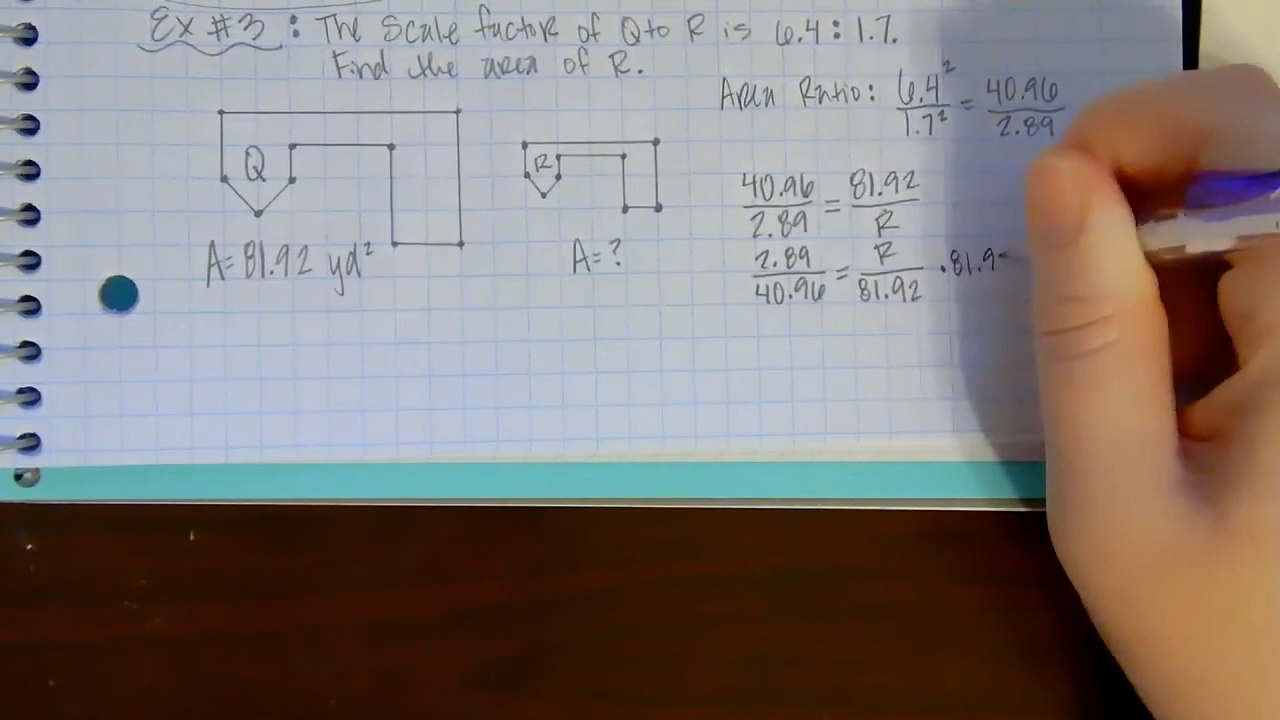 Ex #3: The Scale factor of Q to R is 6.4:1.7.
Find the area of R.
Area Ratio: 6.4²/1.7² = 40.96/2.89
Q
R
A=81.92 yd²
A=?
40.96/2.89 = 81.92/R
2.89/40.96 = R/81.92 · 81.9